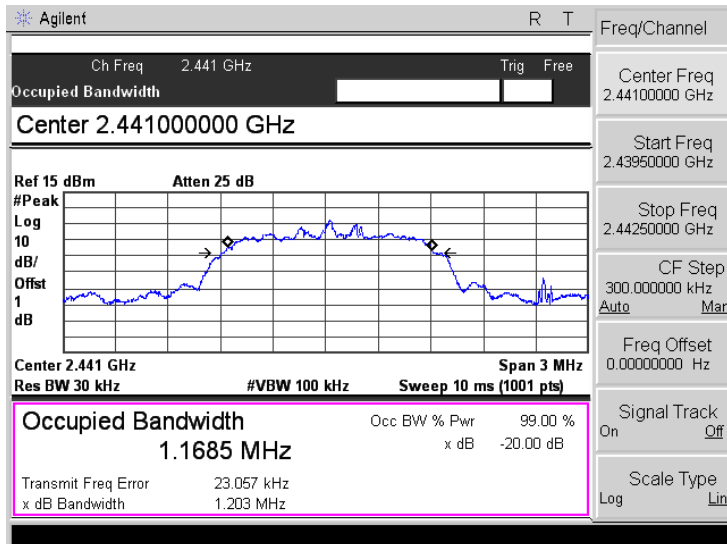 Agilent R T
Ch Freq 2.441 GHz Trig Free
Occupied Bandwidth
Center 2.441000000 GHz
Ref 15 dBm Atten 25 dB
#Peak
Log
10
dB/
Offst
1
dB
Center 2.441 GHz Span 3 MHz
Res BW 30 kHz #VBW 100 kHz Sweep 10 ms (1001 pts)
Occupied Bandwidth
1.1685 MHz
Occ BW % Pwr 99.00 %
x dB -20.00 dB
Transmit Freq Error 23.057 kHz
x dB Bandwidth 1.203 MHz
Freq/Channel
Center Freq
2.44100000 GHz
Start Freq
2.43950000 GHz
Stop Freq
2.44250000 GHz
CF Step
300.000000 kHz
Auto Man
Freq Offset
0.00000000 Hz
Signal Track
On Off
Scale Type
Log Lin